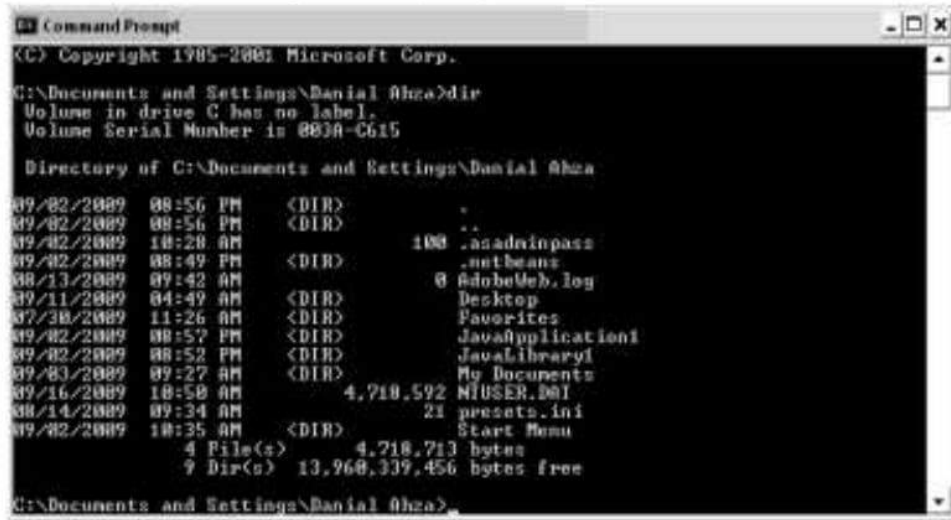 Command Prompt
(C) Copyright 1985-2001 Microsoft Corp.
C:\Documents and Settings\Danial Ahza>dir
Volume in drive C has no label.
Volume Serial Number is 003A-C615
Directory of C:\Documents and Settings\Danial Ahza
09/02/2009 08:56 PM <DIR> .
09/02/2009 08:56 PM <DIR> ..
09/02/2009 10:28 AM 100 .asadminpass
09/02/2009 08:49 PM <DIR> .netbeans
08/13/2009 09:42 AM 0 AdobeWeb.log
09/11/2009 04:49 AM <DIR> Desktop
07/30/2009 11:26 AM <DIR> Favorites
09/02/2009 08:57 PM <DIR> JavaApplication1
09/02/2009 08:52 PM <DIR> JavaLibrary1
09/03/2009 09:27 AM <DIR> My Documents
09/16/2009 10:50 AM 4,718,592 NTUSER.DAT
08/14/2009 09:34 AM 21 presets.ini
09/02/2009 10:35 AM <DIR> Start Menu
4 File(s) 4,718,713 bytes
9 Dir(s) 13,960,339,456 bytes free
C:\Documents and Settings\Danial Ahza>_